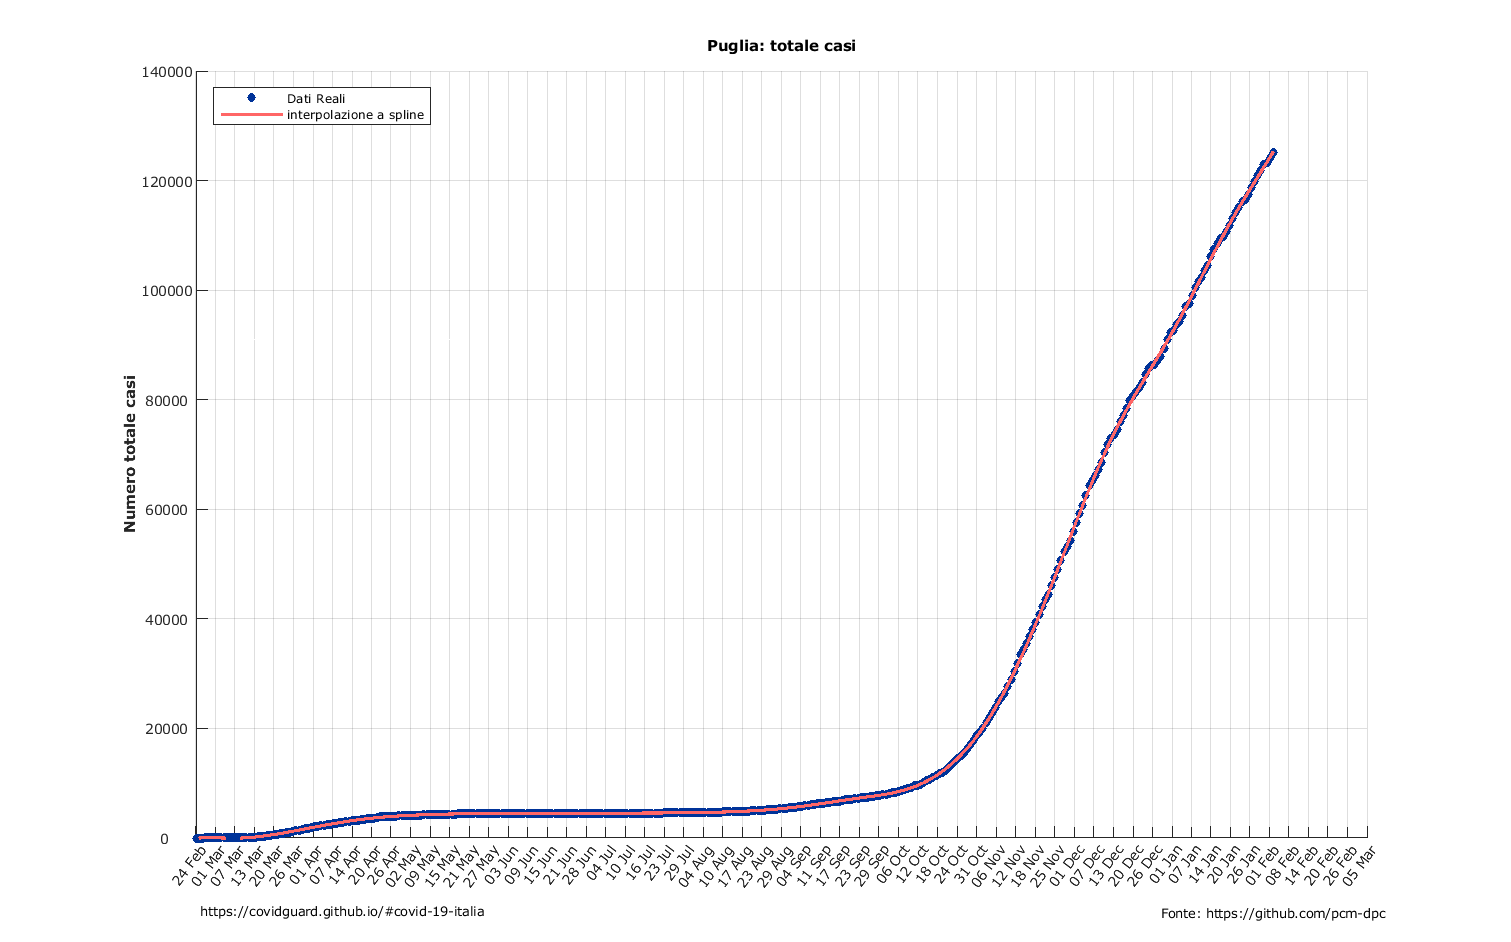 Puglia: totale casi
Dati Reali
interpolazione a spline
Numero totale casi
140000
120000
100000
80000
60000
40000
20000
0
24 Feb
01 Mar
07 Mar
13 Mar
20 Mar
26 Mar
01 Apr
07 Apr
14 Apr
20 Apr
26 Apr
02 May
09 May
15 May
21 May
27 May
03 Jun
09 Jun
15 Jun
21 Jun
28 Jun
04 Jul
10 Jul
16 Jul
23 Jul
29 Jul
04 Aug
10 Aug
17 Aug
23 Aug
29 Aug
04 Sep
11 Sep
17 Sep
23 Sep
29 Sep
06 Oct
12 Oct
18 Oct
24 Oct
31 Oct
06 Nov
12 Nov
18 Nov
25 Nov
01 Dec
07 Dec
13 Dec
20 Dec
26 Dec
01 Jan
07 Jan
14 Jan
20 Jan
26 Jan
01 Feb
08 Feb
14 Feb
20 Feb
26 Feb
05 Mar
https://covidguard.github.io/#covid-19-italia
Fonte: https://github.com/pcm-dpc